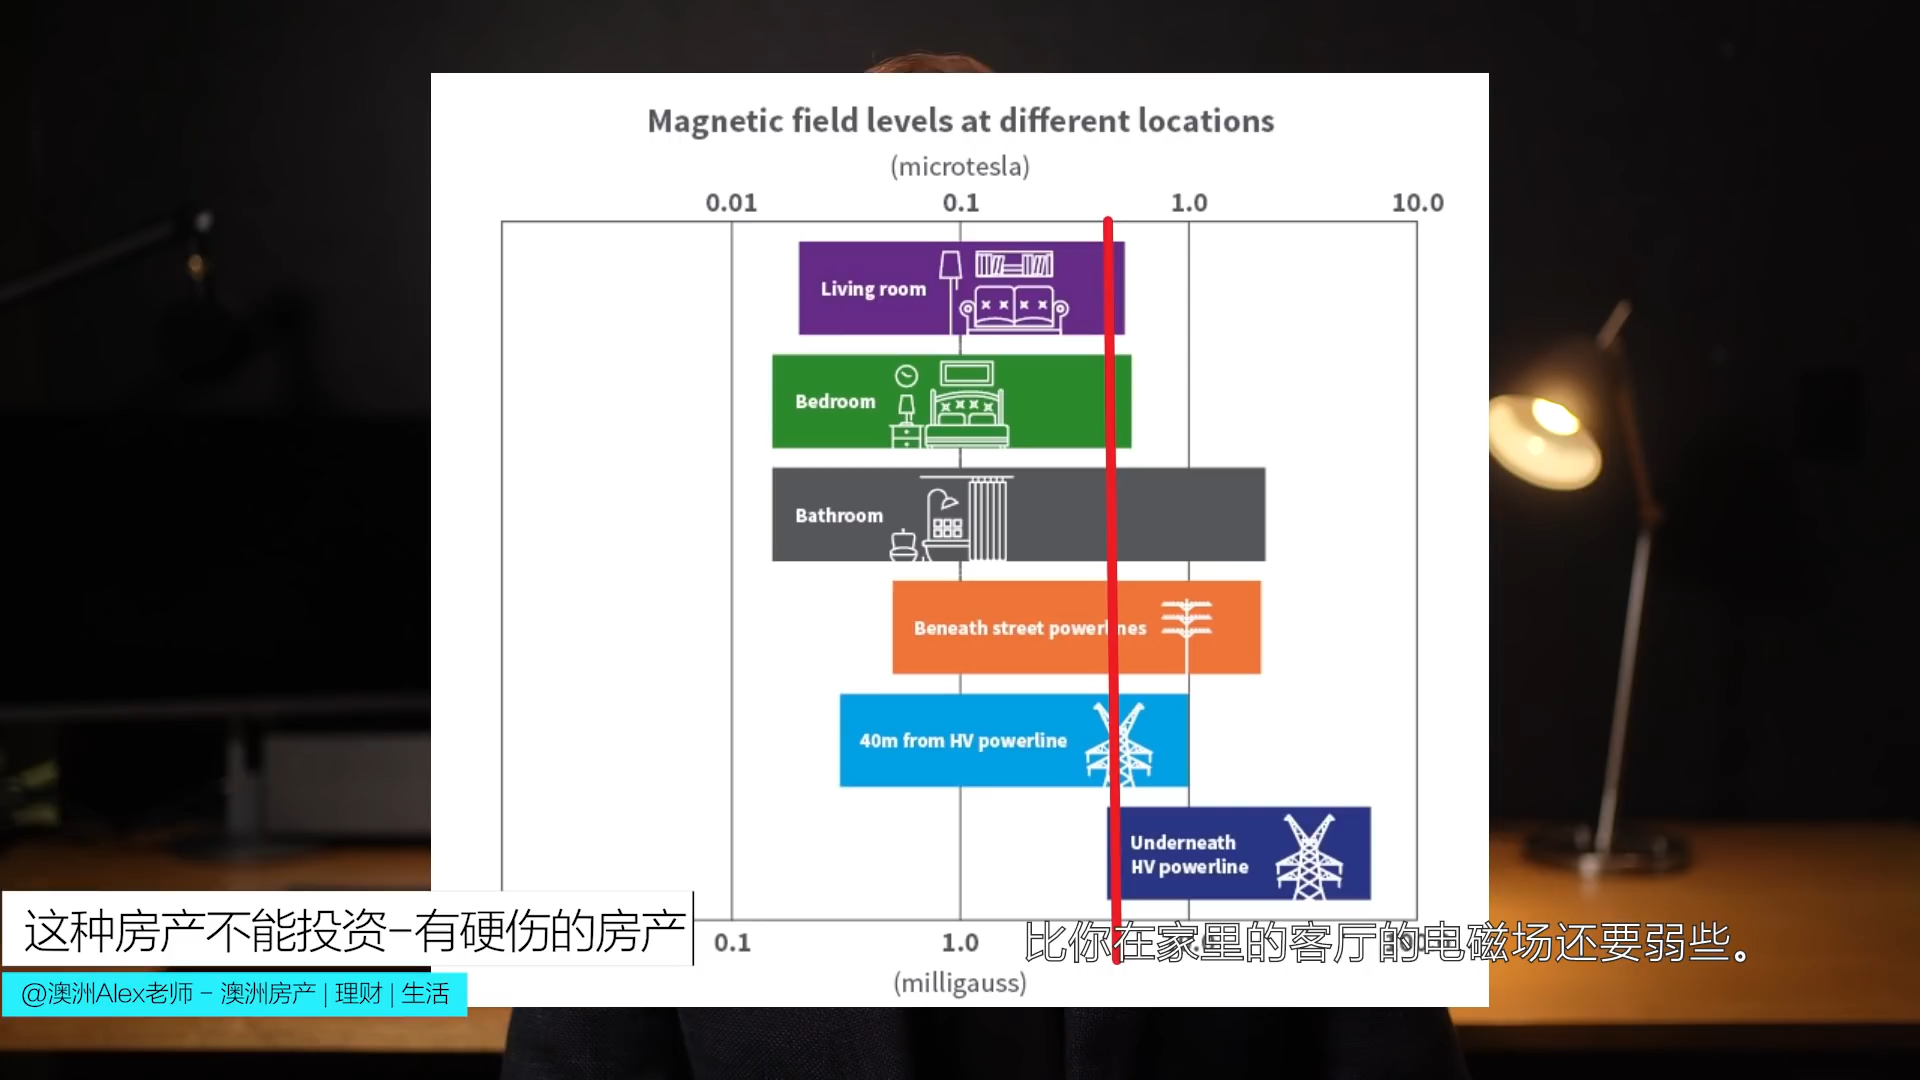 Magnetic field levels at different locations
(microtesla)
0.01 0.1 1.0 10.0
Living room
Bedroom
Bathroom
Beneath street powerlines
40m from HV powerline
Underneath
HV powerline
0.1 1.0
(milligauss)
比你在家里的客厅的电磁场还要弱些。
这种房产不能投资-有硬伤的房产
@澳洲Alex老师 - 澳洲房产 | 理财 | 生活